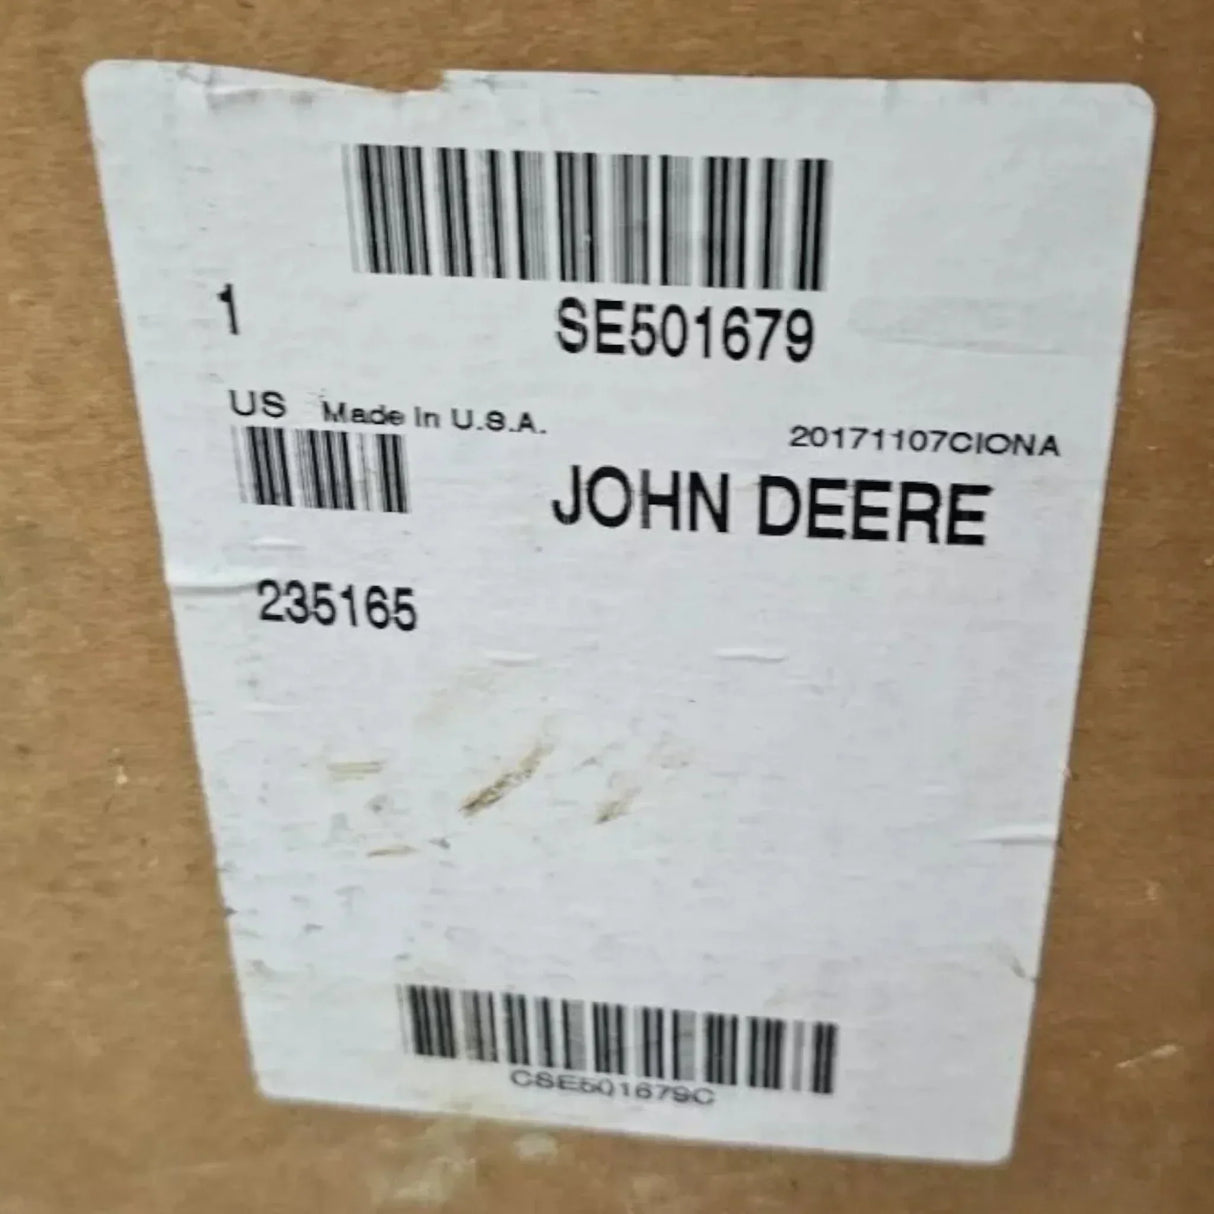 1
SE501679
US Made in U.S.A.
20171107CIONA
JOHN DEERE
235165
CSE501679C